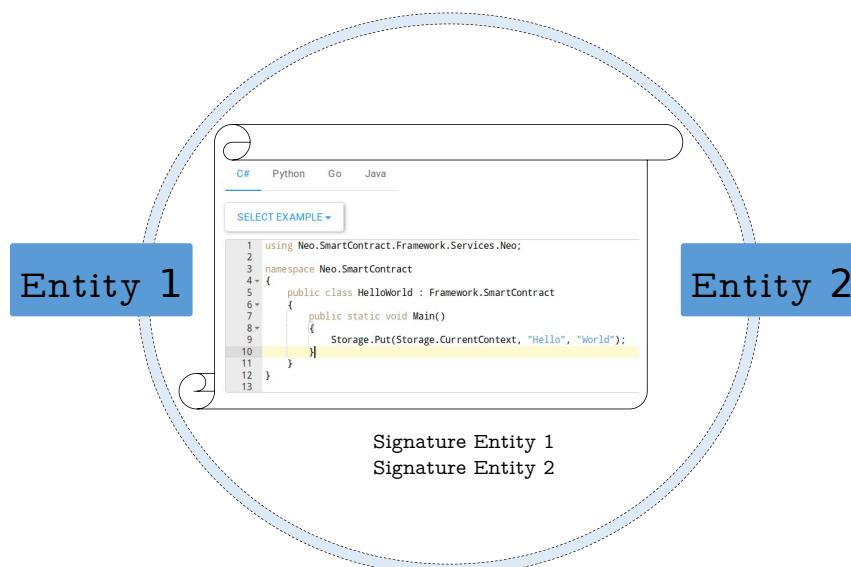 C# Python Go Java
SELECT EXAMPLE
1 using Neo.SmartContract.Framework.Services.Neo;
2
3 namespace Neo.SmartContract
4 {
5 public class HelloWorld : Framework.SmartContract
6 {
7 public static void Main()
8 {
9 Storage.Put(Storage.CurrentContext, "Hello", "World");
10 }
11 }
12 }
13
Entity 1
Entity 2
Signature Entity 1
Signature Entity 2